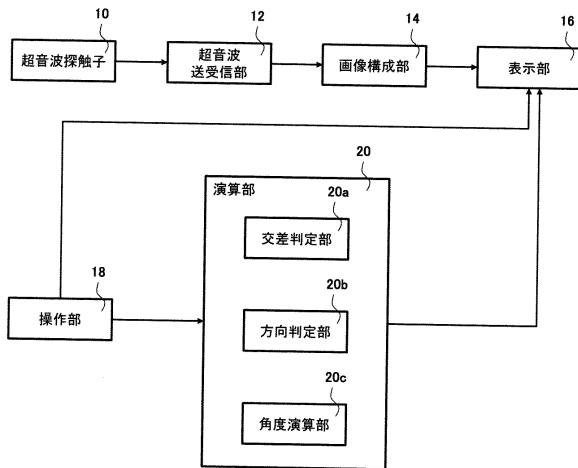 10
12
14
16
超音波探触子
超音波
送受信部
画像構成部
表示部
20
演算部
20a
交差判定部
18
操作部
20b
方向判定部
20c
角度演算部